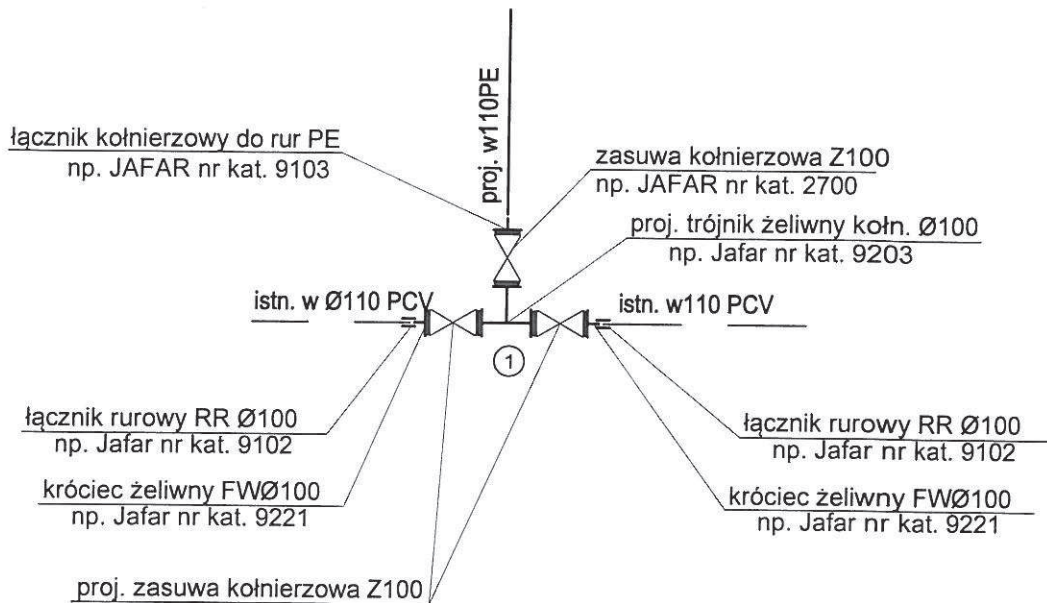 proj. w110PE
łącznik kołnierzowy do rur PE
np. JAFAR nr kat. 9103
zasuwa kołnierzowa Z100
np. JAFAR nr kat. 2700
proj. trójnik żeliwny kołn. Ø100
np. Jafar nr kat. 9203
istn. w Ø110 PCV
istn. w110 PCV
1
łącznik rurowy RR Ø100
np. Jafar nr kat. 9102
króciec żeliwny FWØ100
np. Jafar nr kat. 9221
łącznik rurowy RR Ø100
np. Jafar nr kat. 9102
króciec żeliwny FWØ100
np. Jafar nr kat. 9221
proj. zasuwa kołnierzowa Z100